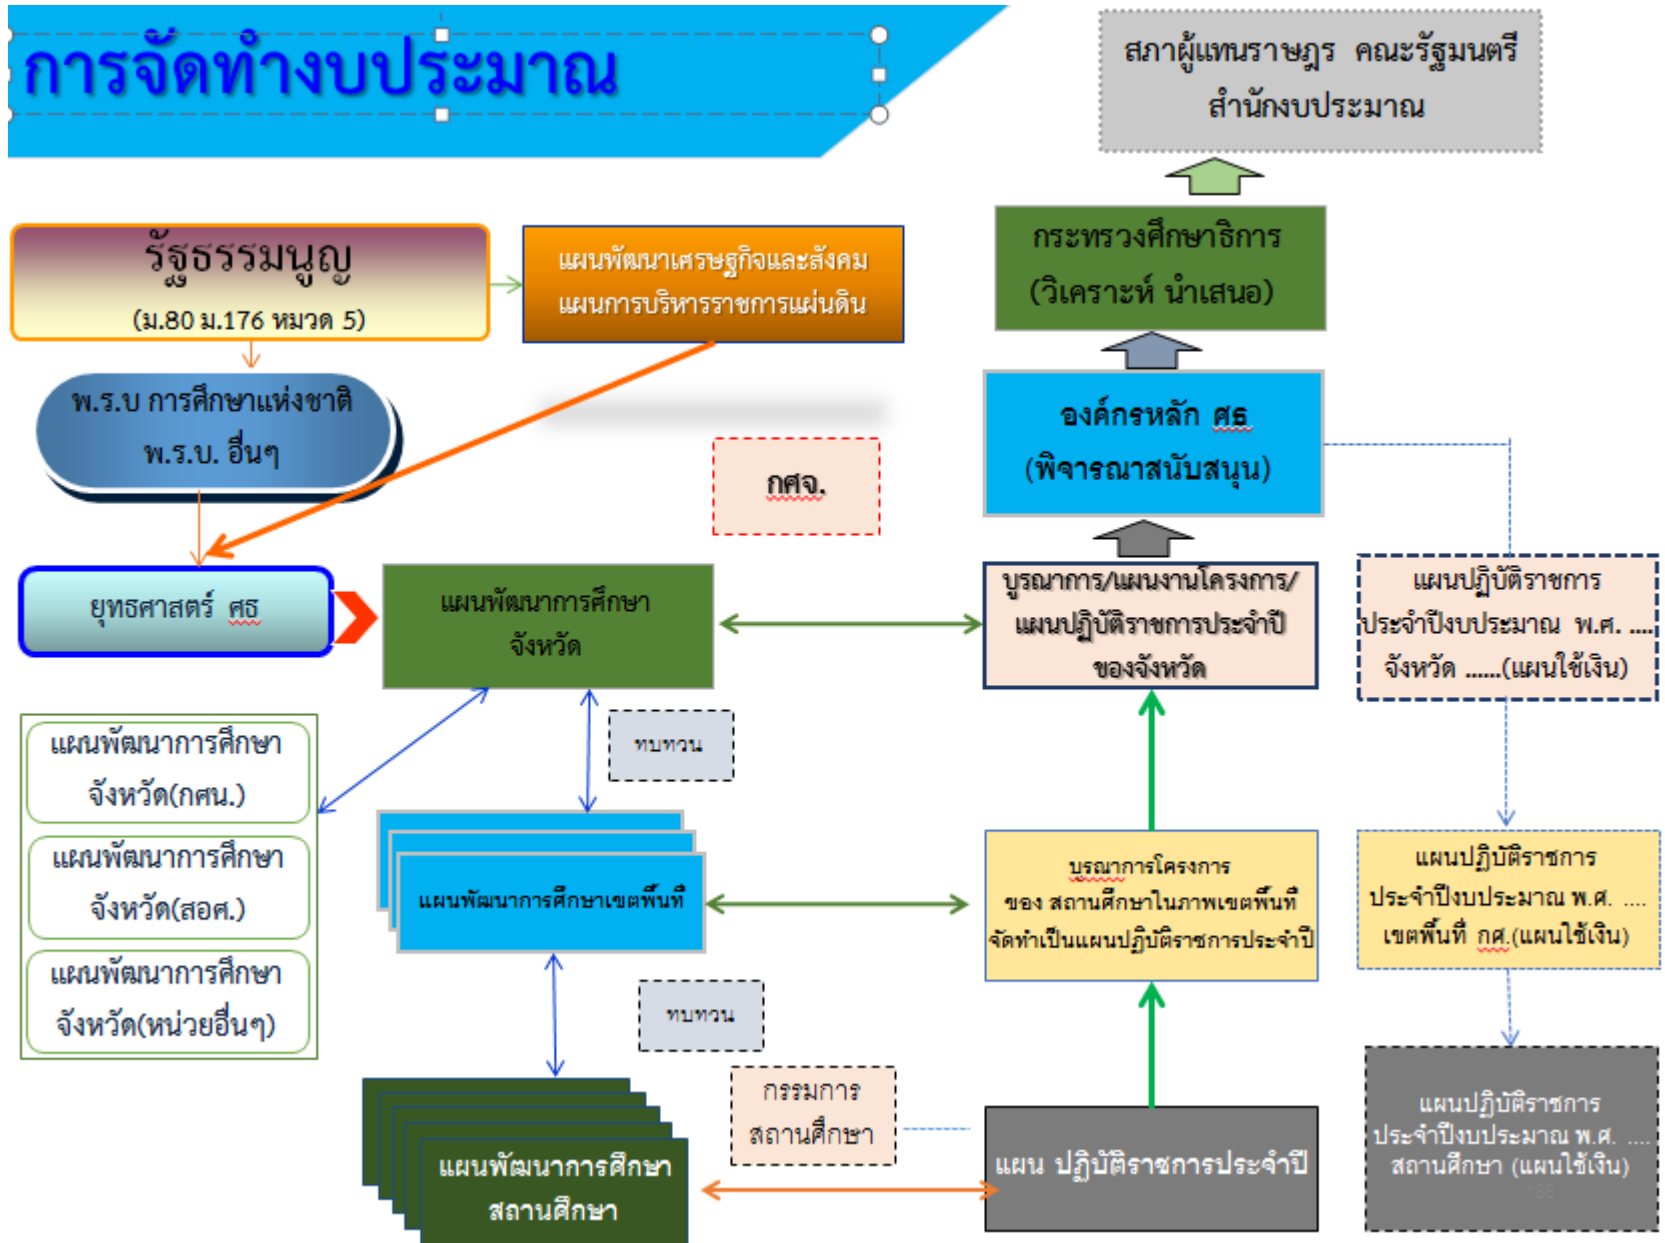 การจัดทำงบประมาณ
สภาผู้แทนราษฎร คณะรัฐมนตรี
สำนักงบประมาณ
รัฐธรรมนูญ
(ม.80 ม.176 หมวด 5)
แผนพัฒนาเศรษฐกิจและสังคม
แผนการบริหารราชการแผ่นดิน
กระทรวงศึกษาธิการ
(วิเคราะห์ นำเสนอ)
พ.ร.บ การศึกษาแห่งชาติ
พ.ร.บ. อื่นๆ
องค์กรหลัก ศธ
(พิจารณาสนับสนุน)
กศจ.
ยุทธศาสตร์ ศธ
แผนพัฒนาการศึกษา
จังหวัด
บูรณาการ/แผนงานโครงการ/
แผนปฏิบัติราชการประจำปี
ของจังหวัด
แผนปฏิบัติราชการ
ประจำปีงบประมาณ พ.ศ. ....
จังหวัด ......(แผนใช้เงิน)
แผนพัฒนาการศึกษา
จังหวัด(กศน.)
แผนพัฒนาการศึกษา
จังหวัด(สอศ.)
แผนพัฒนาการศึกษา
จังหวัด(หน่วยอื่นๆ)
ทบทวน
แผนพัฒนาการศึกษาเขตพื้นที่
บูรณาการโครงการ
ของ สถานศึกษาในภาพเขตพื้นที่
จัดทำเป็นแผนปฏิบัติราชการประจำปี
แผนปฏิบัติราชการ
ประจำปีงบประมาณ พ.ศ. ....
เขตพื้นที่ กศ.(แผนใช้เงิน)
ทบทวน
กรรมการ
สถานศึกษา
แผนพัฒนาการศึกษา
สถานศึกษา
แผน ปฏิบัติราชการประจำปี
แผนปฏิบัติราชการ
ประจำปีงบประมาณ พ.ศ. ....
สถานศึกษา (แผนใช้เงิน)